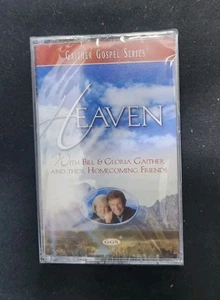 GAITHER GOSPEL SERIES
HEAVEN
WITH BILL & GLORIA GAITHER
AND THEIR HOMECOMING FRIENDS